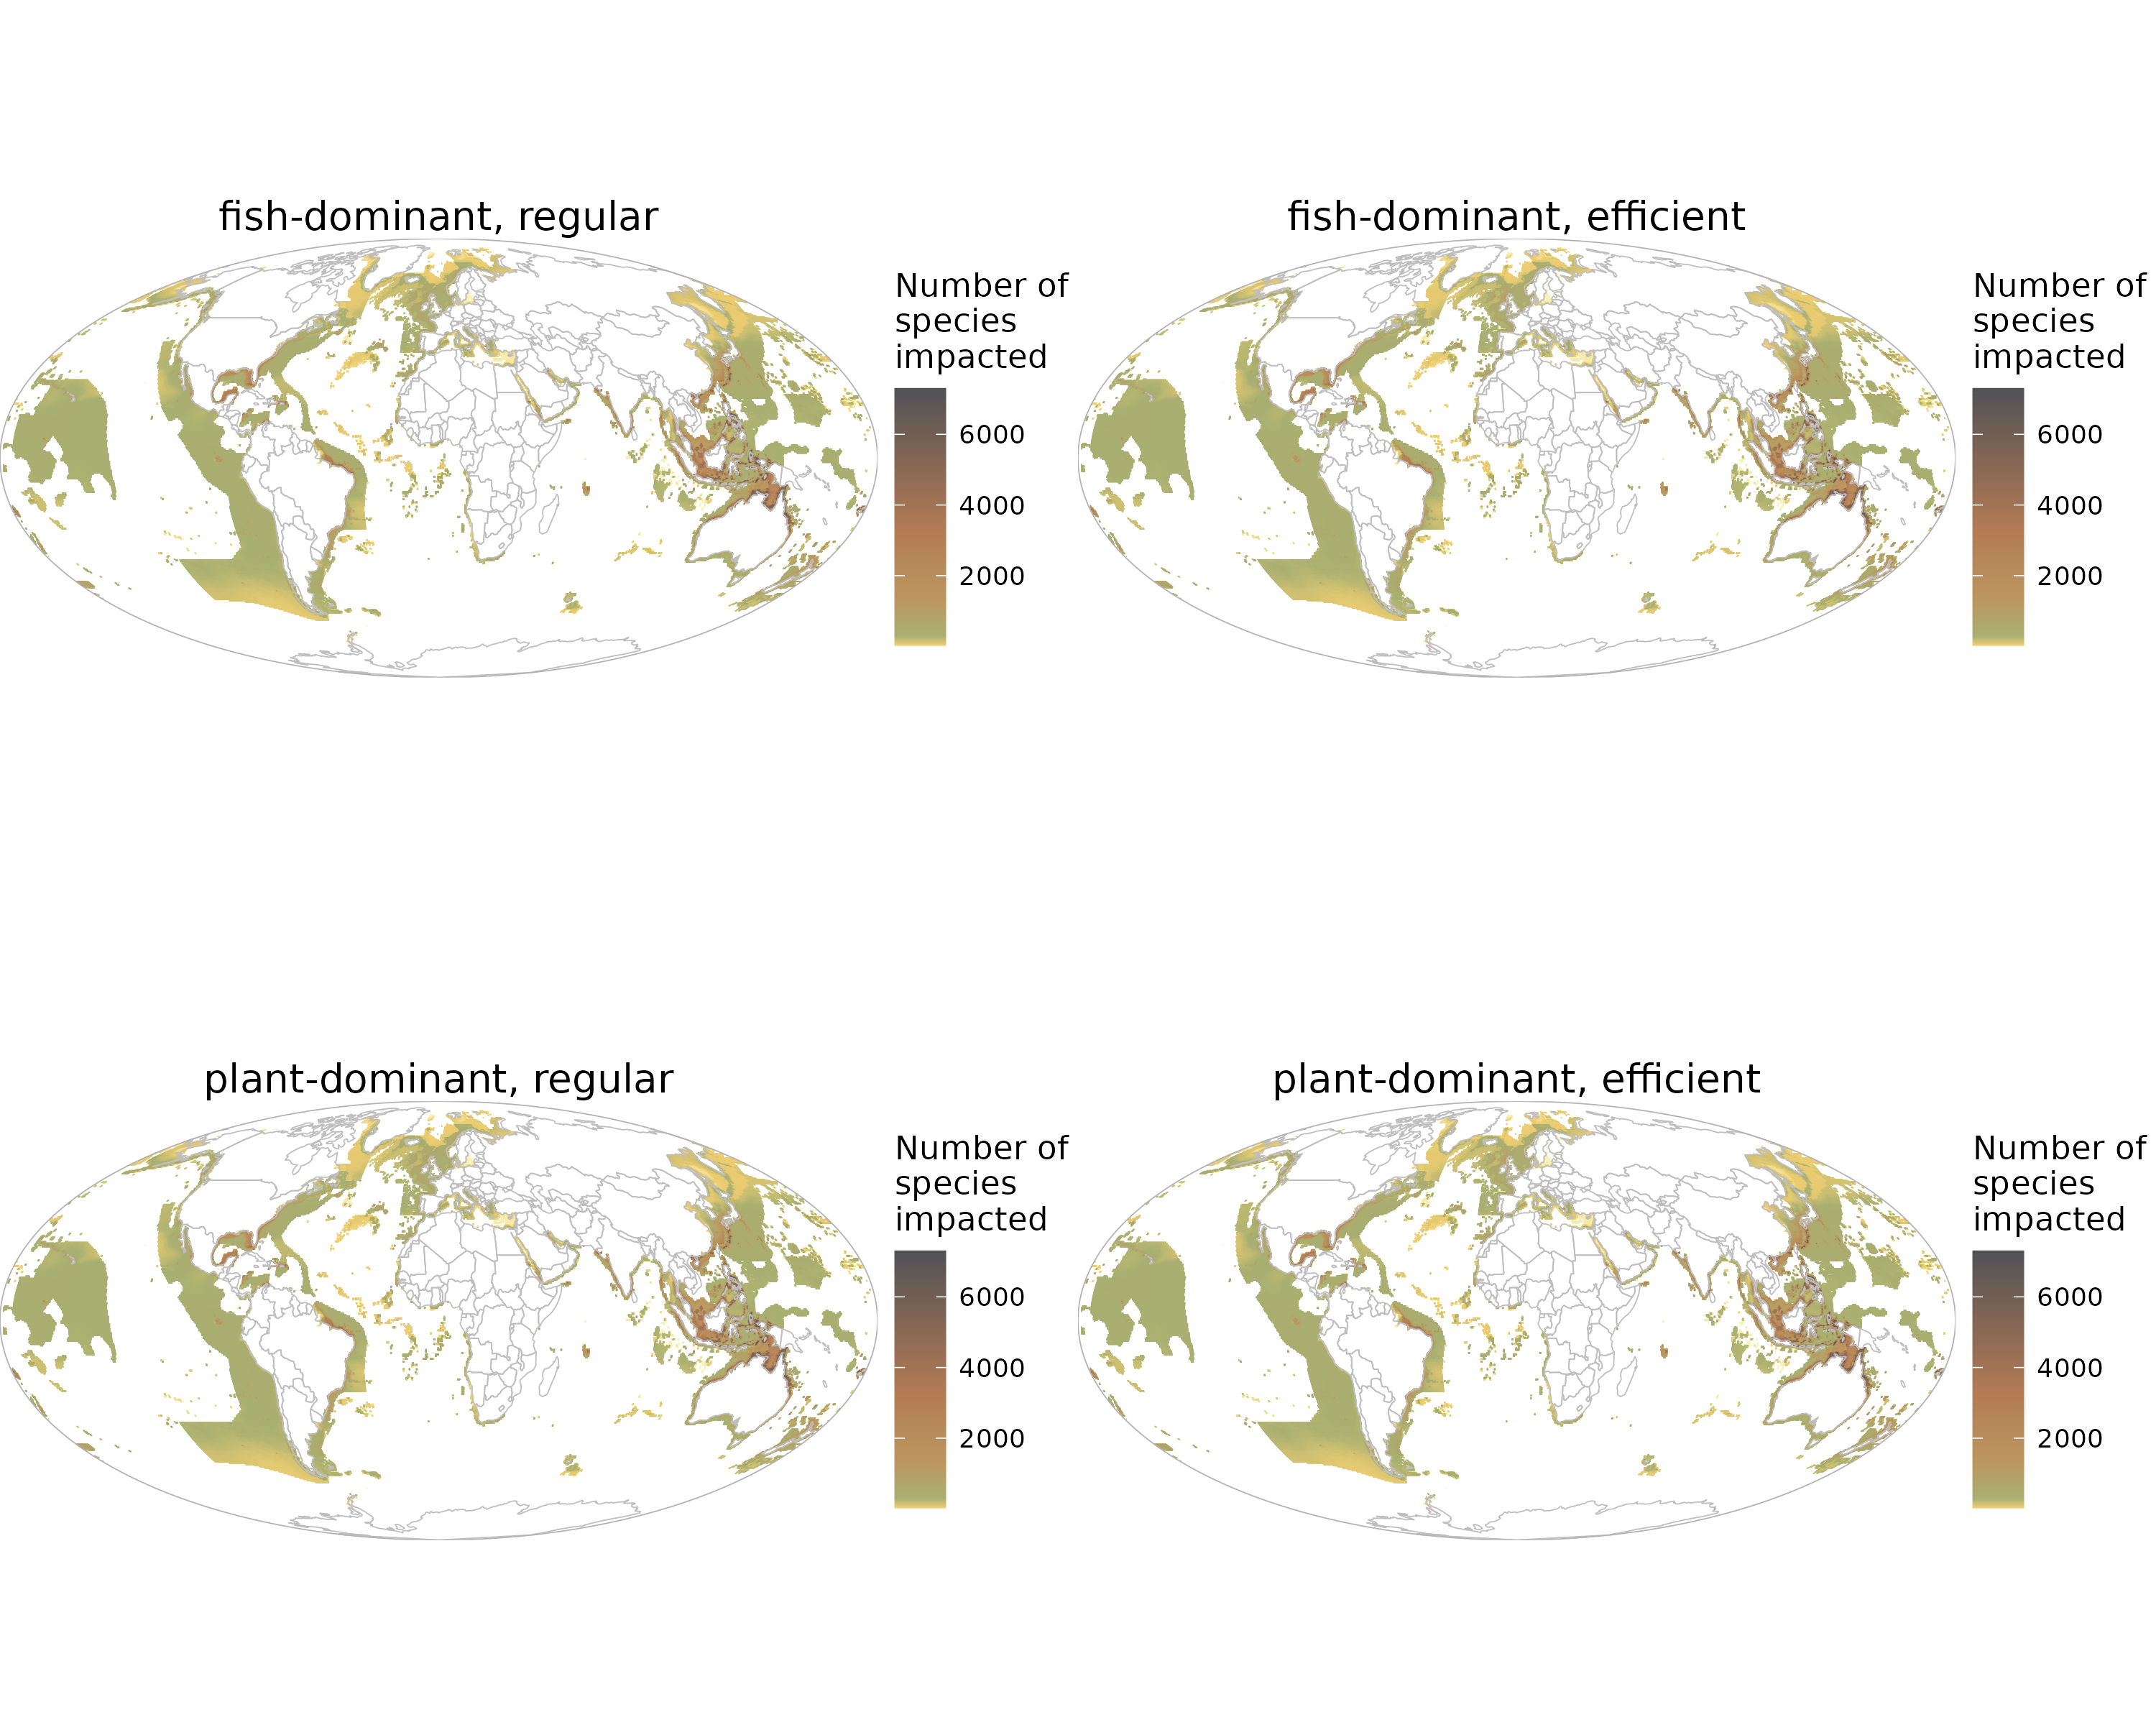 fish-dominant, regular
Number of
species
impacted
6000
4000
2000
fish-dominant, efficient
Number of
species
impacted
6000
4000
2000
plant-dominant, regular
Number of
species
impacted
6000
4000
2000
plant-dominant, efficient
Number of
species
impacted
6000
4000
2000